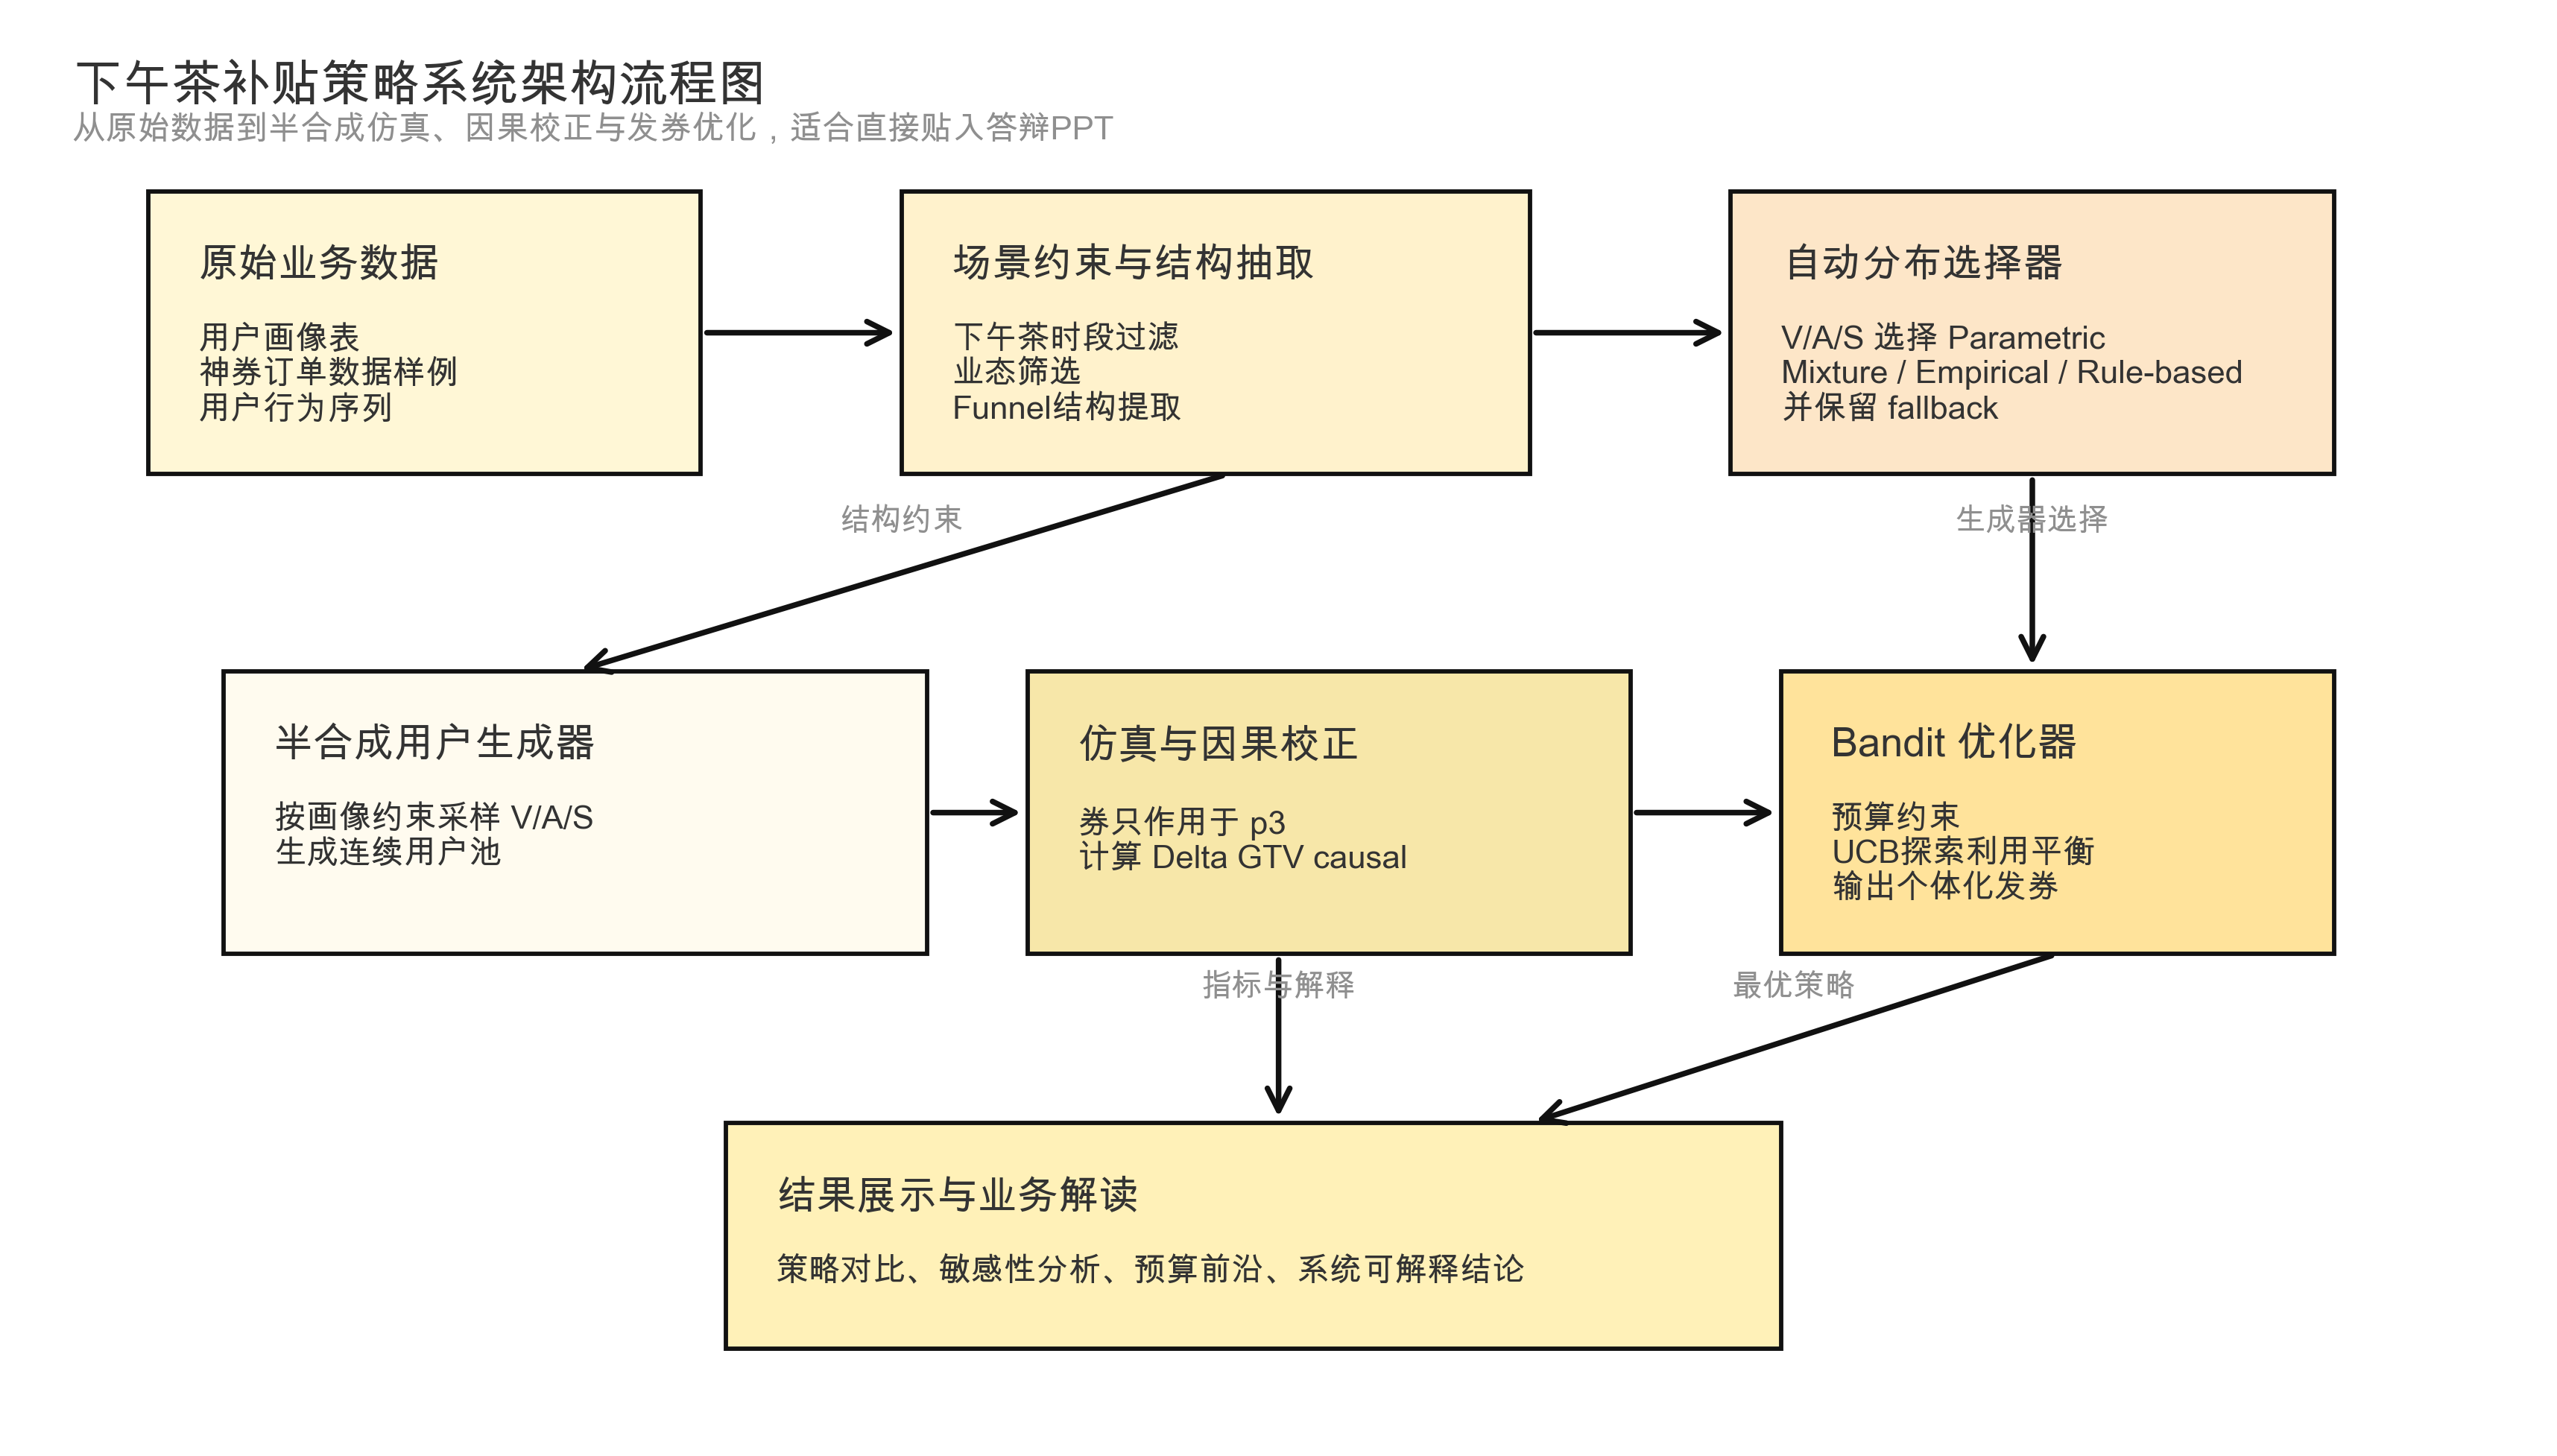 下午茶补贴策略系统架构流程图
从原始数据到半合成仿真、因果校正与发券优化，适合直接贴入答辩PPT
原始业务数据
用户画像表
神券订单数据样例
用户行为序列
场景约束与结构抽取
下午茶时段过滤
业态筛选
Funnel结构提取
自动分布选择器
V/A/S 选择 Parametric
Mixture / Empirical / Rule-based
并保留 fallback
结构约束
生成器选择
半合成用户生成器
按画像约束采样 V/A/S
生成连续用户池
仿真与因果校正
券只作用于 p3
计算 Delta GTV causal
Bandit 优化器
预算约束
UCB探索利用平衡
输出个体化发券
指标与解释
最优策略
结果展示与业务解读
策略对比、敏感性分析、预算前沿、系统可解释结论